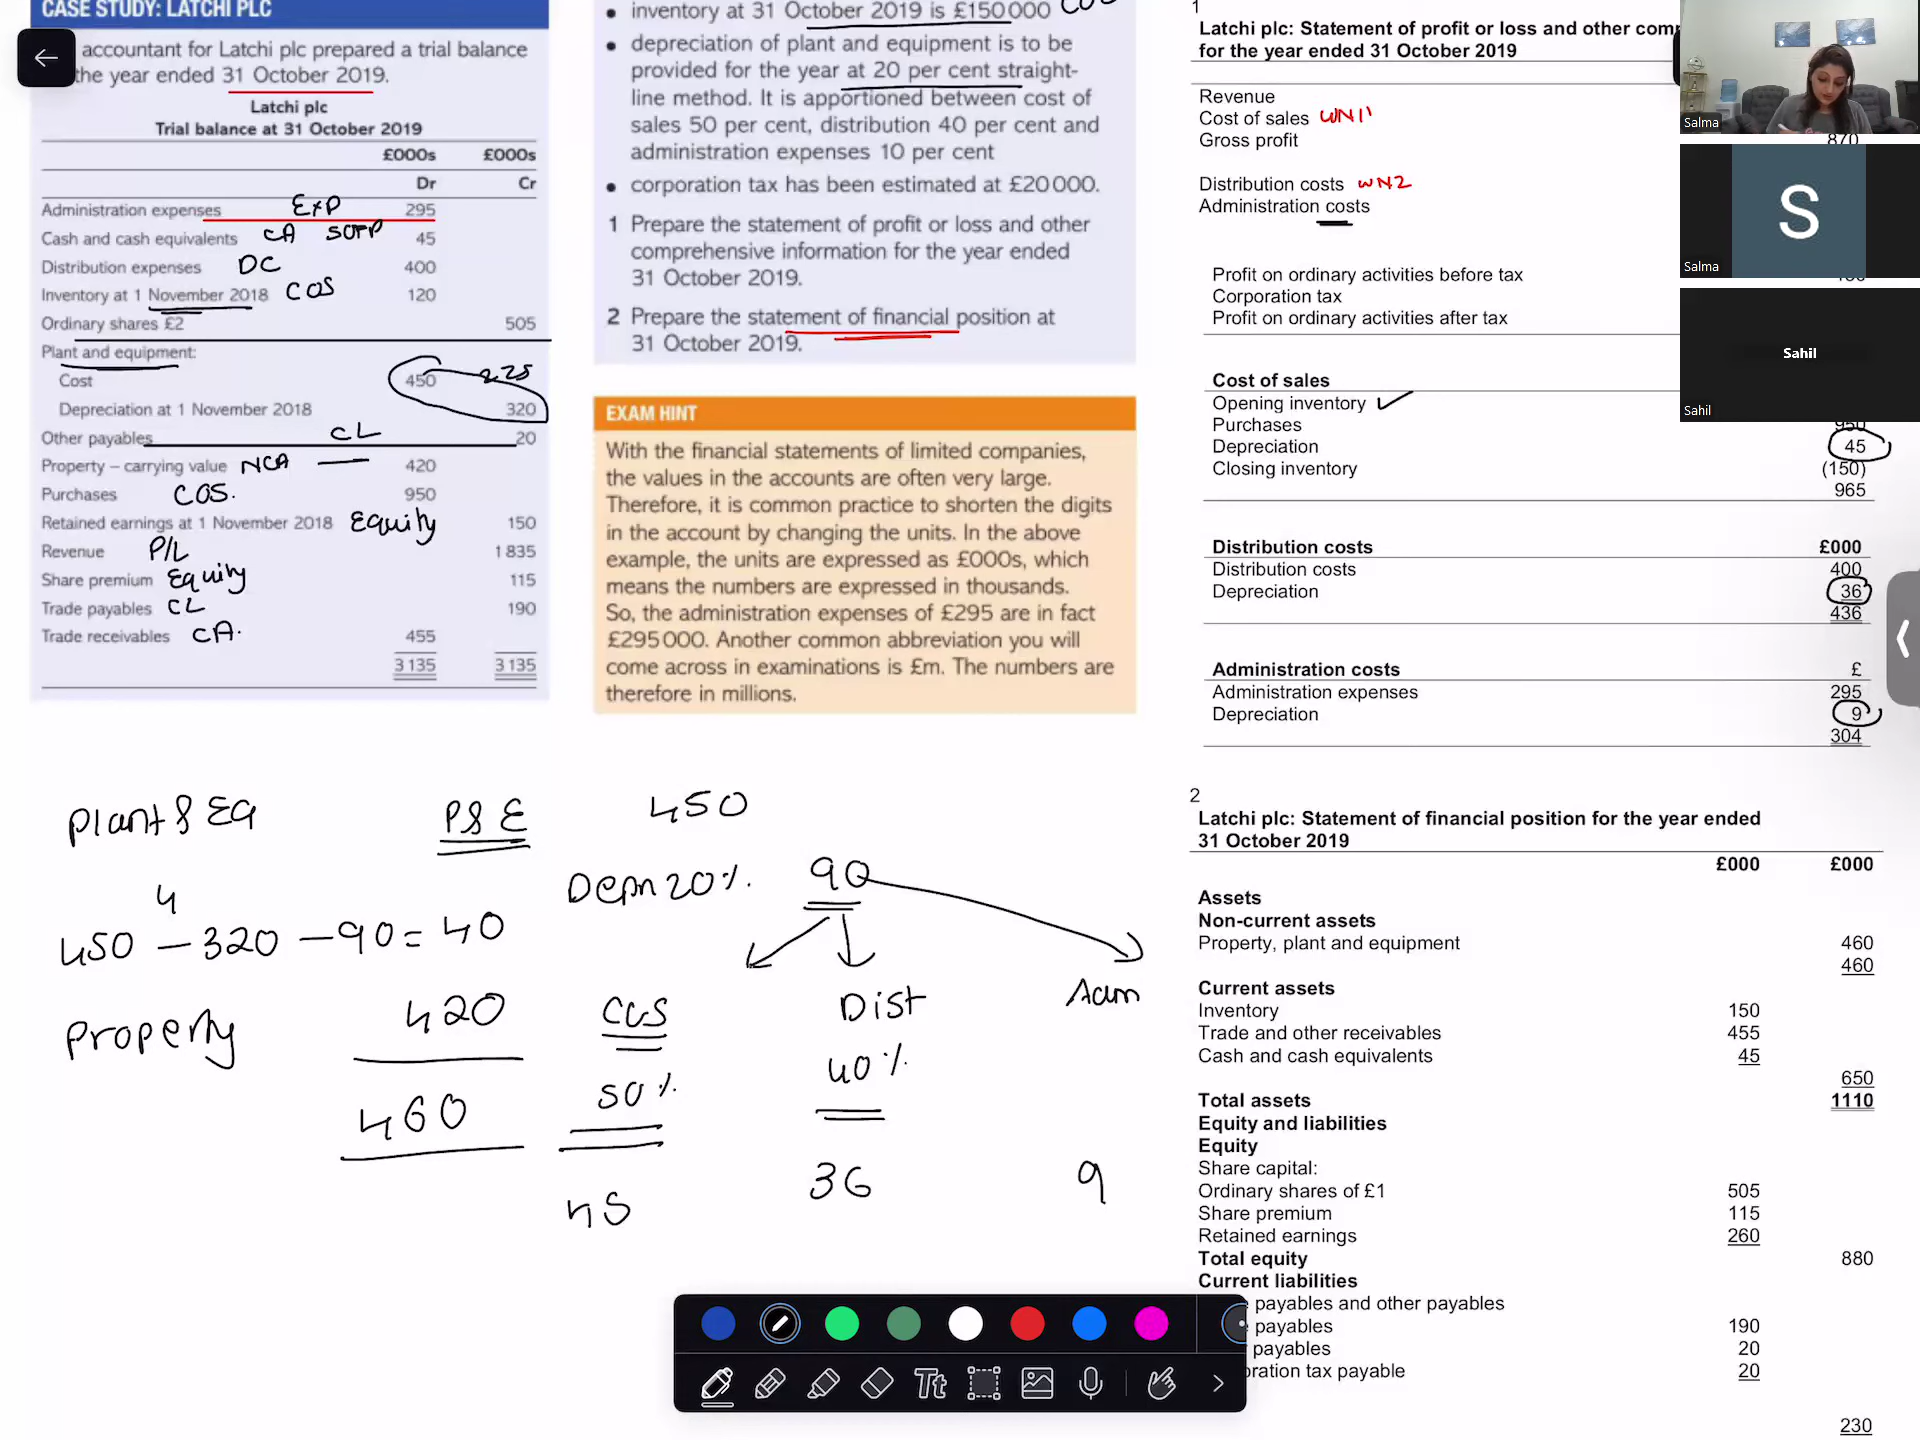 CASE STUDY: LATCHI PLC
accountant for Latchi plc prepared a trial balance
the year ended 31 October 2019.
Latchi plc
Trial balance at 31 October 2019
£000s £000s
Dr Cr
Administration expenses EXP 295
Cash and cash equivalents CA SOFP 45
Distribution expenses DC 400
Inventory at 1 November 2018 COS 120
Ordinary shares £2 505
Plant and equipment:
Cost 450 225
Depreciation at 1 November 2018 320
Other payables CL 20
Property – carrying value NCA 420
Purchases COS. 950
Retained earnings at 1 November 2018 Equity 150
Revenue P/L 1 835
Share premium Equity 115
Trade payables CL 190
Trade receivables CA. 455
3 135 3 135
• inventory at 31 October 2019 is £150 000
• depreciation of plant and equipment is to be
provided for the year at 20 per cent straight-
line method. It is apportioned between cost of
sales 50 per cent, distribution 40 per cent and
administration expenses 10 per cent
• corporation tax has been estimated at £20 000.
1 Prepare the statement of profit or loss and other
comprehensive information for the year ended
31 October 2019.
2 Prepare the statement of financial position at
31 October 2019.
EXAM HINT
With the financial statements of limited companies,
the values in the accounts are often very large.
Therefore, it is common practice to shorten the digits
in the account by changing the units. In the above
example, the units are expressed as £000s, which
means the numbers are expressed in thousands.
So, the administration expenses of £295 are in fact
£295 000. Another common abbreviation you will
come across in examinations is £m. The numbers are
therefore in millions.
Plant & EQ P & E 450
Depn 20% 90
4
450 - 320 - 90 = 40
Property 420
460
COS Dist Adm
50% 40%
45 36 9
1
Latchi plc: Statement of profit or loss and other com
for the year ended 31 October 2019
Revenue
Cost of sales WN1
Gross profit 870
Distribution costs WN2
Administration costs
Profit on ordinary activities before tax
Corporation tax
Profit on ordinary activities after tax
Cost of sales
Opening inventory
Purchases 950
Depreciation 45
Closing inventory (150)
965
Distribution costs £000
Distribution costs 400
Depreciation 36
436
Administration costs £
Administration expenses 295
Depreciation 9
304
2
Latchi plc: Statement of financial position for the year ended
31 October 2019
£000 £000
Assets
Non-current assets
Property, plant and equipment 460
460
Current assets
Inventory 150
Trade and other receivables 455
Cash and cash equivalents 45
650
Total assets 1110
Equity and liabilities
Equity
Share capital:
Ordinary shares of £1 505
Share premium 115
Retained earnings 260
Total equity 880
Current liabilities
payables and other payables
payables 190
payables 20
oration tax payable 20
230
Salma
S
Salma
Sahil
Sahil
Tt